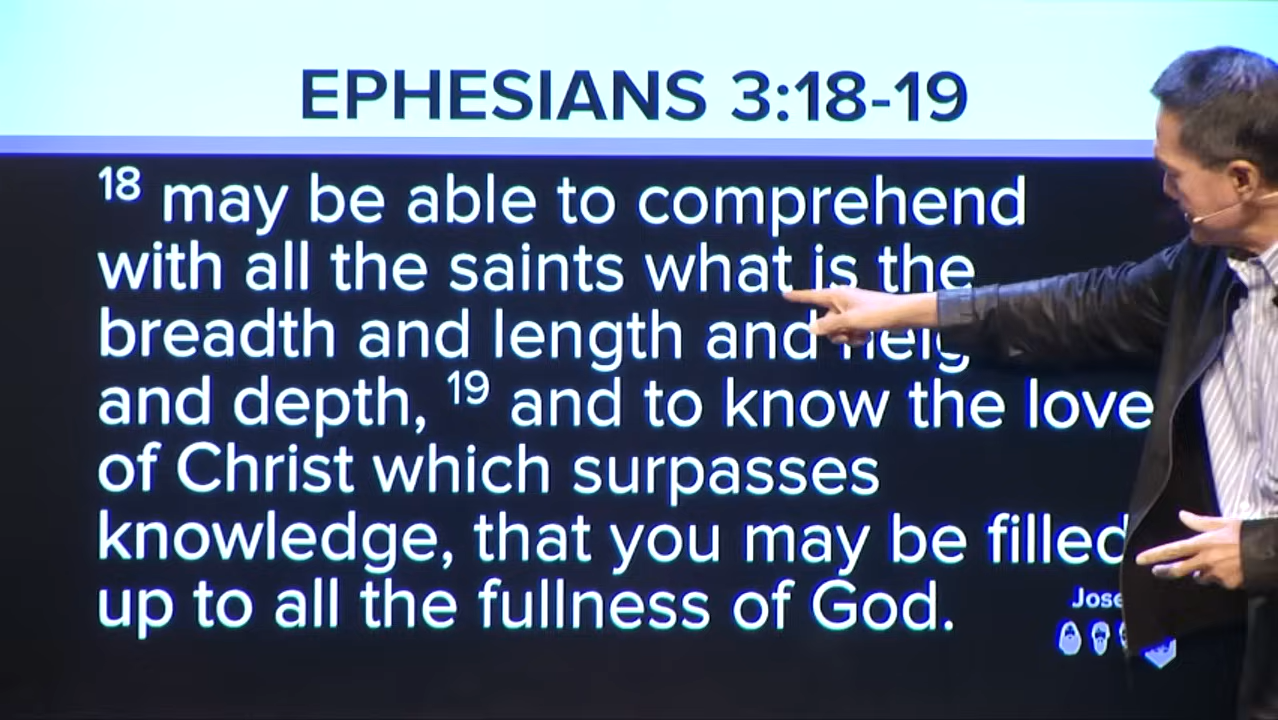 EPHESIANS 3:18-19
18 may be able to comprehend
with all the saints what is the
breadth and length and
and depth, 19 and to know the love
of Christ which surpasses
knowledge, that you may be filled
up to all the fullness of God.